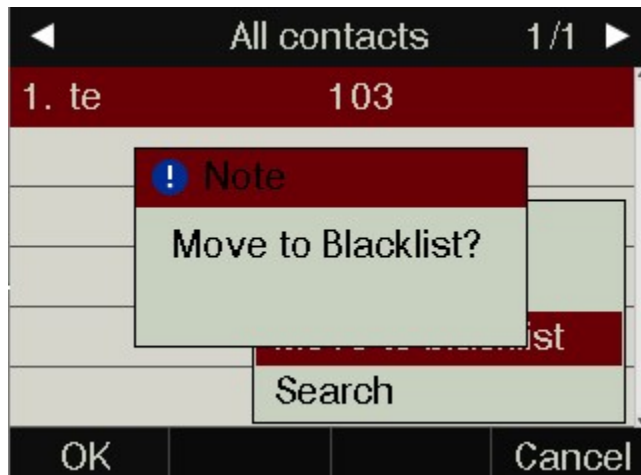 All contacts 1/1
1. te 103
Note
Move to Blacklist?
Search
OK Cancel